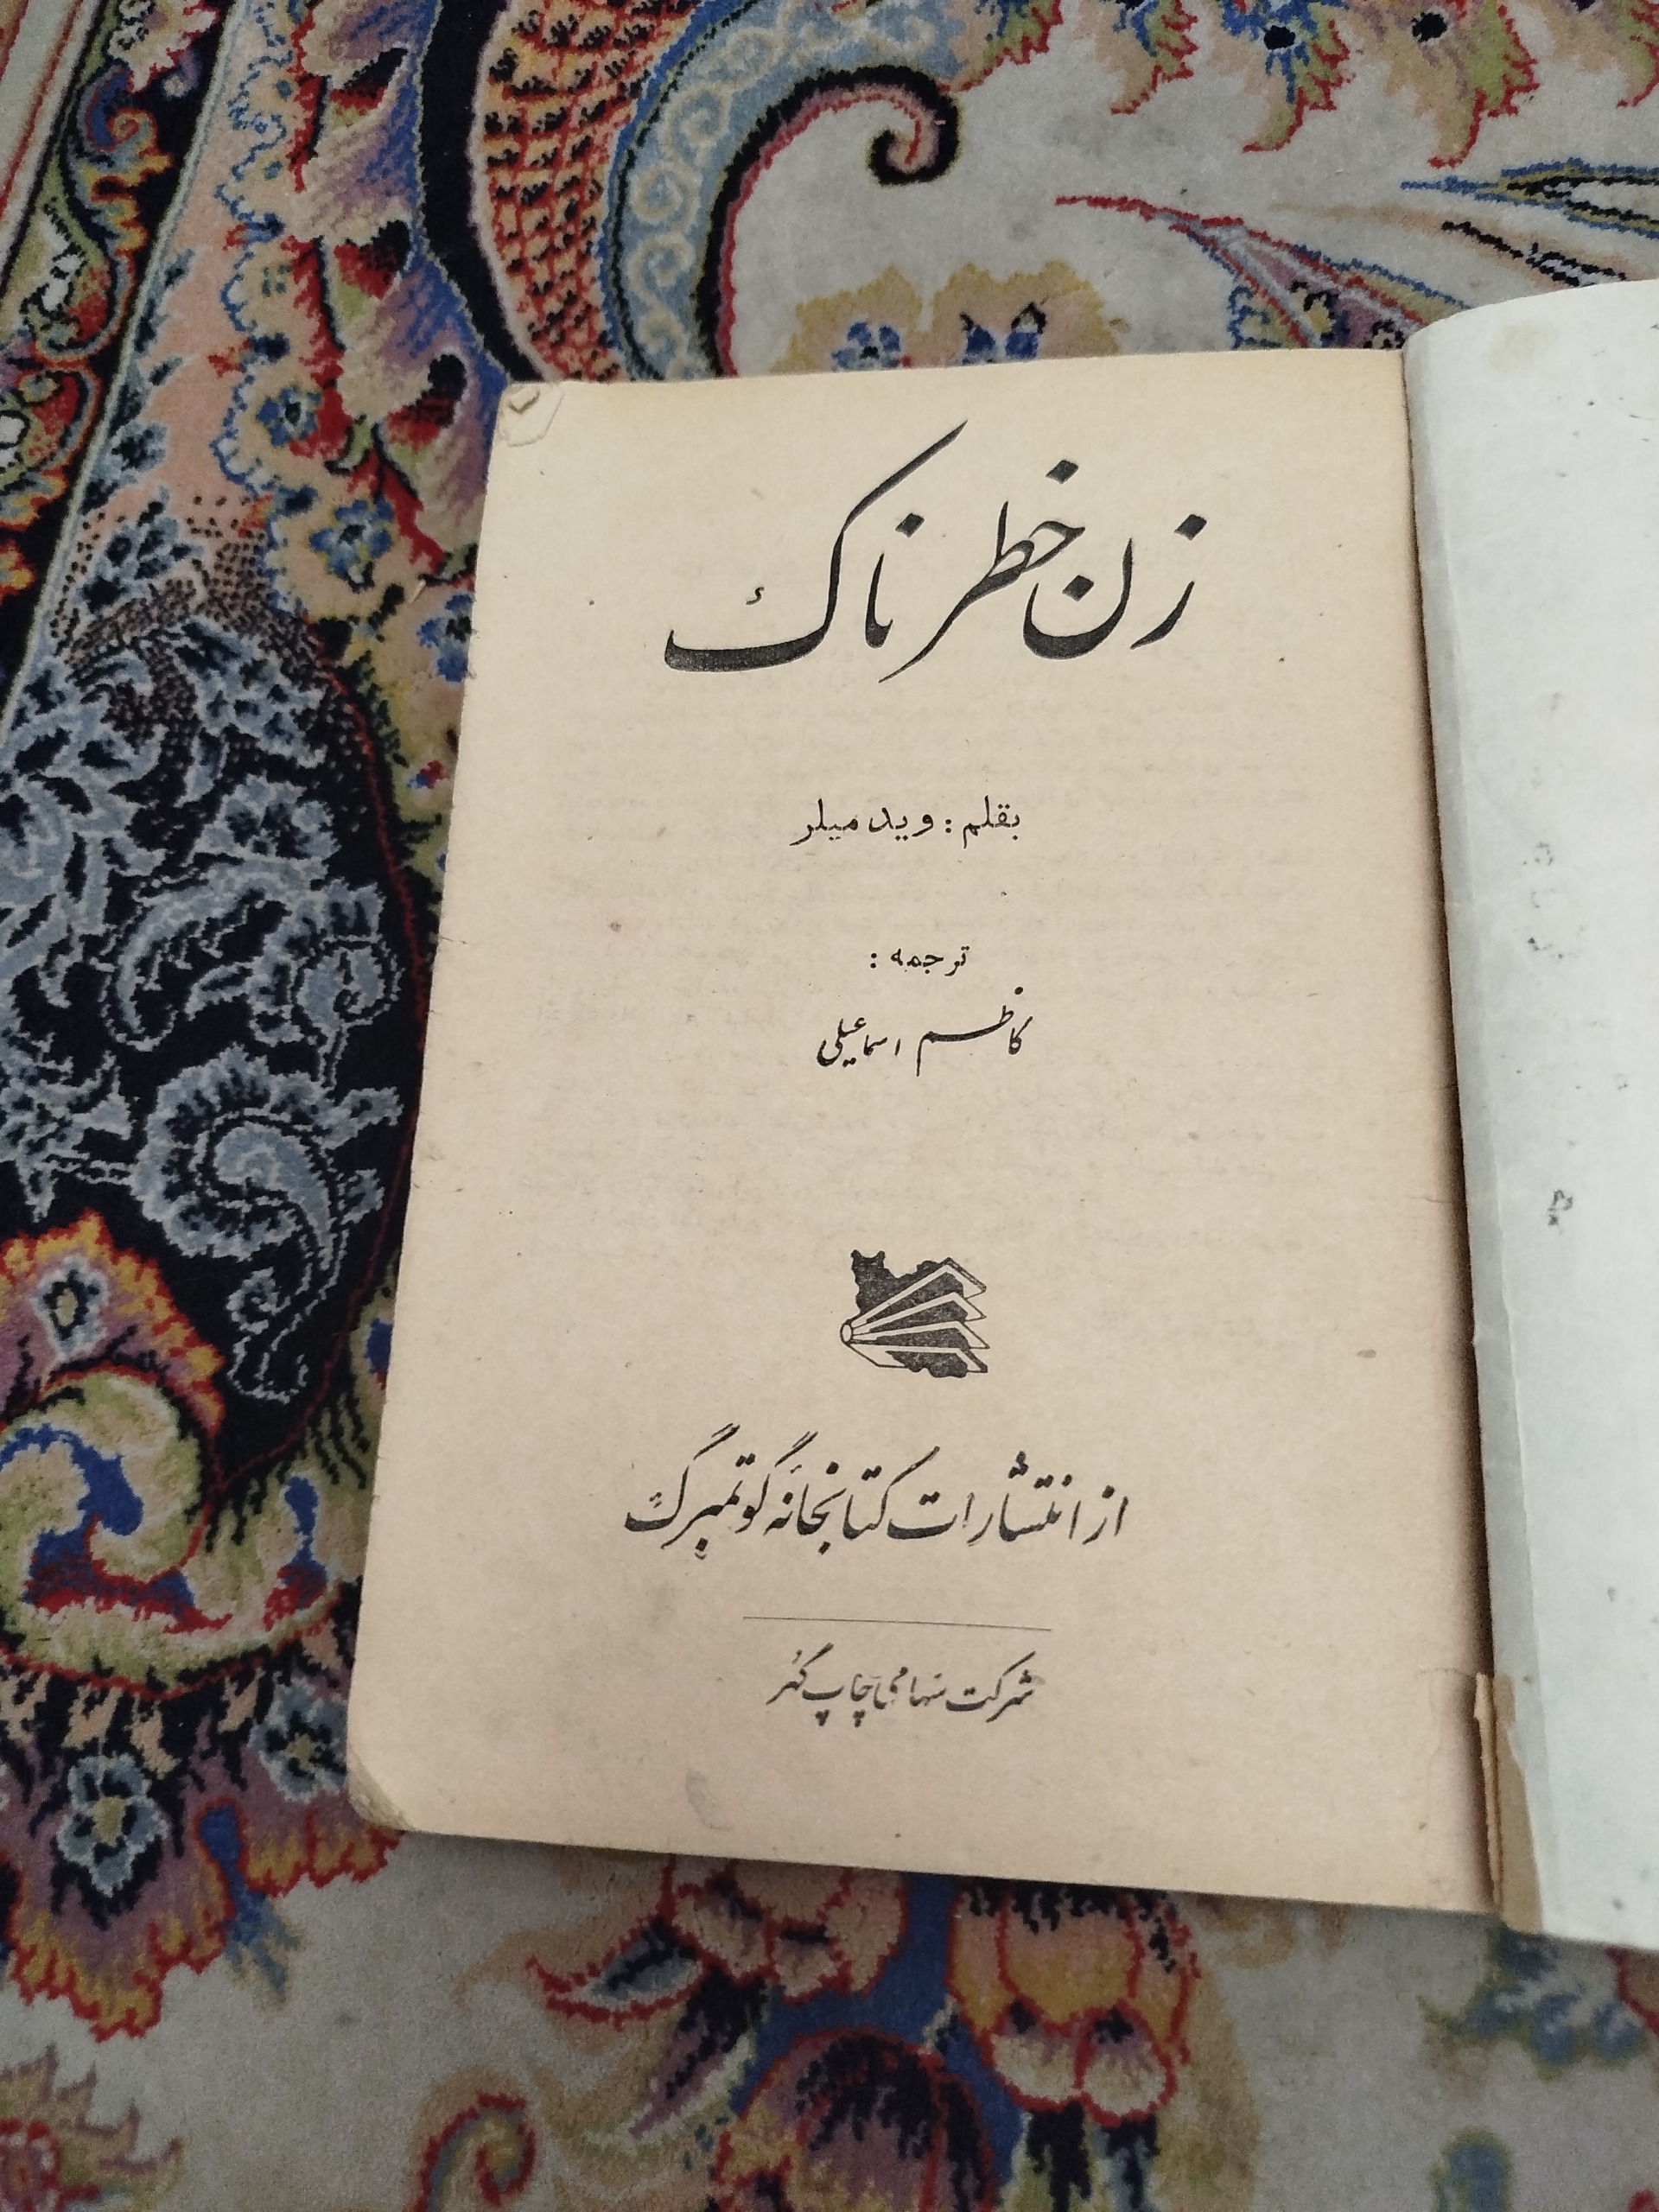 زن خطرناک
بقلم : وید میلر
ترجمه :
کاظم اسماعیلی
از انتشارات کتابخانهٔ گوتمبرگ
شرکت سهامی چاپ گهر